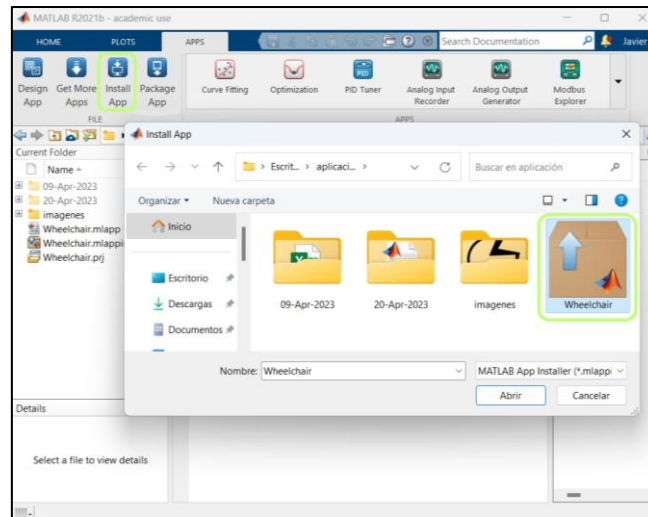 MATLAB R2021b - academic use
HOME PLOTS APPS Search Documentation Javier
Design App
Get More Apps
Install App
Package App
Curve Fitting
Optimization
PID Tuner
Analog Input Recorder
Analog Output Generator
Modbus Explorer
FILE APPS
Current Folder
Name
09-Apr-2023
20-Apr-2023
imagenes
Wheelchair.mlapp
Wheelchair.mlappi
Wheelchair.prj
Details
Select a file to view details
Install App
Escrit... aplicaci... Buscar en aplicación
Organizar Nueva carpeta
Inicio
Escritorio
Descargas
Documentos
09-Apr-2023 20-Apr-2023 imagenes Wheelchair
Nombre: Wheelchair MATLAB App Installer (*.mlappi
Abrir Cancelar